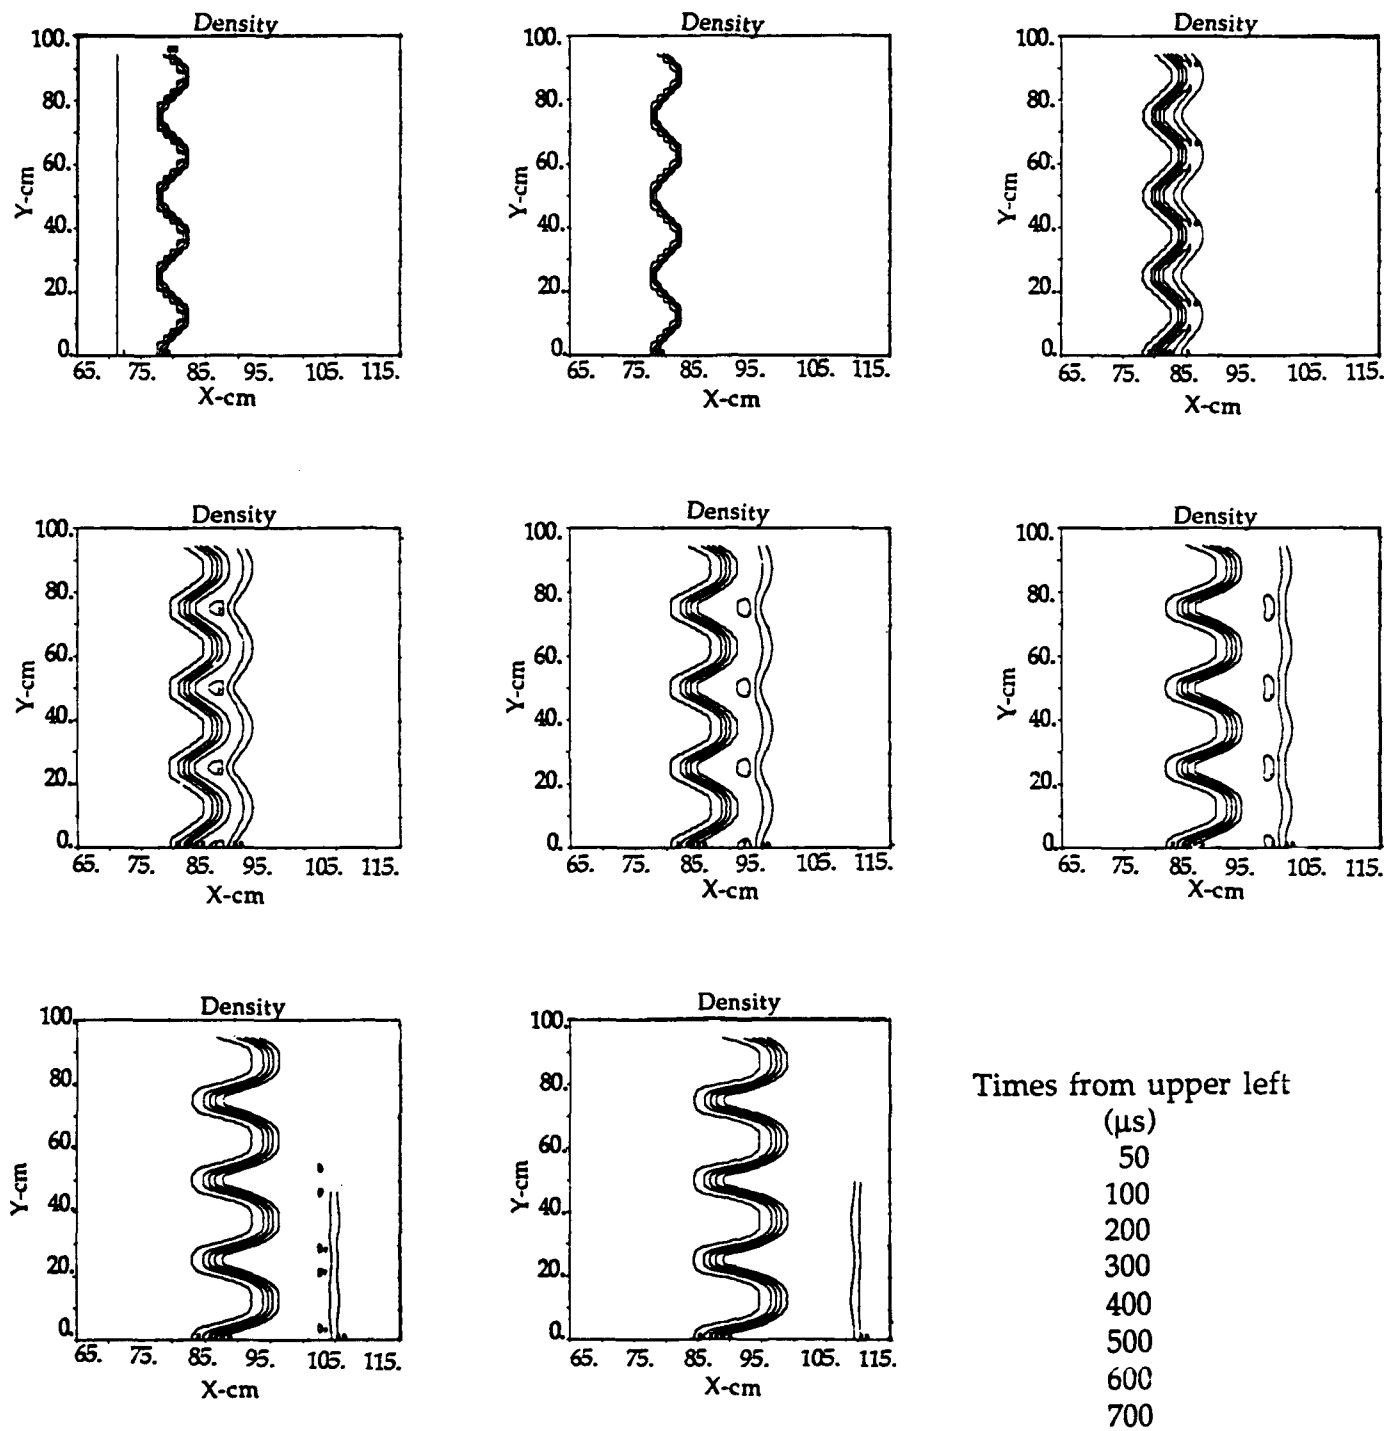 Density
Density
Density
100.
80.
60.
40.
20.
0.
Y-cm
65. 75. 85. 95. 105. 115.
X-cm
100.
80.
60.
40.
20.
0.
Y-cm
65. 75. 85. 95. 105. 115.
X-cm
100.
80.
60.
40.
20.
0.
Y-cm
65. 75. 85. 95. 105. 115.
X-cm
Density
Density
Density
100.
80.
60.
40.
20.
0.
Y-cm
65. 75. 85. 95. 105. 115.
X-cm
100.
80.
60.
40.
20.
0.
Y-cm
65. 75. 85. 95. 105. 115.
X-cm
100.
80.
60.
40.
20.
0.
Y-cm
65. 75. 85. 95. 105. 115.
X-cm
Density
Density
100.
80.
60.
40.
20.
0.
Y-cm
65. 75. 85. 95. 105. 115.
X-cm
100.
80.
60.
40.
20.
0.
Y-cm
65. 75. 85. 95. 105. 115.
X-cm
Times from upper left
(μs)
50
100
200
300
400
500
600
700